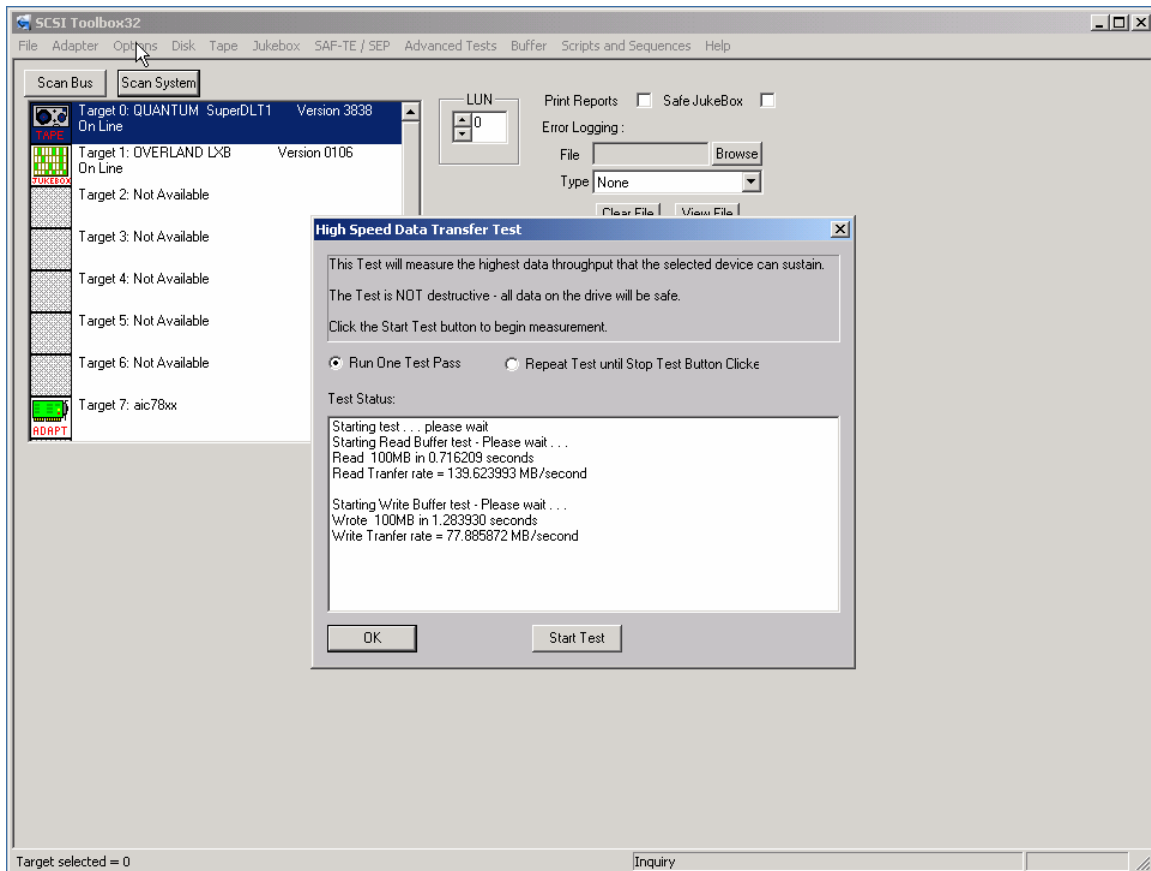 SCSI Toolbox32
File Adapter Options Disk Tape Jukebox SAF-TE / SEP Advanced Tests Buffer Scripts and Sequences Help
Scan Bus Scan System
TAPE
Target 0: QUANTUM SuperDLT1 Version 3838
On Line
JUKEBOX
Target 1: OVERLAND LXB Version 0106
On Line
Target 2: Not Available
Target 3: Not Available
Target 4: Not Available
Target 5: Not Available
Target 6: Not Available
Target 7: aic78xx
ADAPT
LUN
0
Print Reports Safe JukeBox
Error Logging :
File Browse
Type None
Clear File View File
High Speed Data Transfer Test
This Test will measure the highest data throughput that the selected device can sustain.
The Test is NOT destructive - all data on the drive will be safe.
Click the Start Test button to begin measurement.
Run One Test Pass Repeat Test until Stop Test Button Clicke
Test Status:
Starting test . . . please wait
Starting Read Buffer test - Please wait . . .
Read 100MB in 0.716209 seconds
Read Tranfer rate = 139.623993 MB/second
Starting Write Buffer test - Please wait . . .
Wrote 100MB in 1.283930 seconds
Write Tranfer rate = 77.885872 MB/second
OK Start Test
Target selected = 0 Inquiry